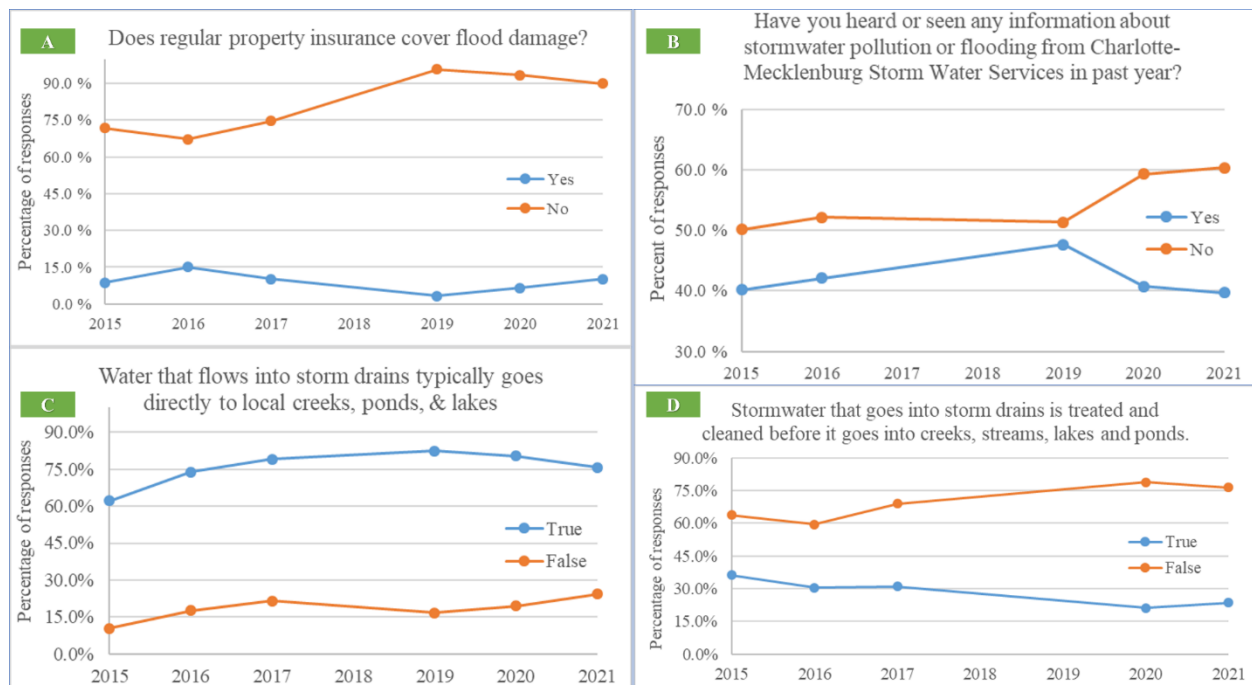 A
Does regular property insurance cover flood damage?
Percentage of responses
90.0 %
75.0 %
60.0 %
45.0 %
30.0 %
15.0 %
0.0 %
Yes
No
2015 2016 2017 2018 2019 2020 2021
B
Have you heard or seen any information about
stormwater pollution or flooding from Charlotte-
Mecklenburg Storm Water Services in past year?
Percent of responses
70.0 %
60.0 %
50.0 %
40.0 %
30.0 %
Yes
No
2015 2016 2017 2018 2019 2020 2021
C
Water that flows into storm drains typically goes
directly to local creeks, ponds, & lakes
Percentage of responses
90.0%
75.0%
60.0%
45.0%
30.0%
15.0%
0.0%
True
False
2015 2016 2017 2018 2019 2020 2021
D
Stormwater that goes into storm drains is treated and
cleaned before it goes into creeks, streams, lakes and ponds.
Percentage of responses
90.0%
75.0%
60.0%
45.0%
30.0%
15.0%
0.0%
True
False
2015 2016 2017 2018 2019 2020 2021